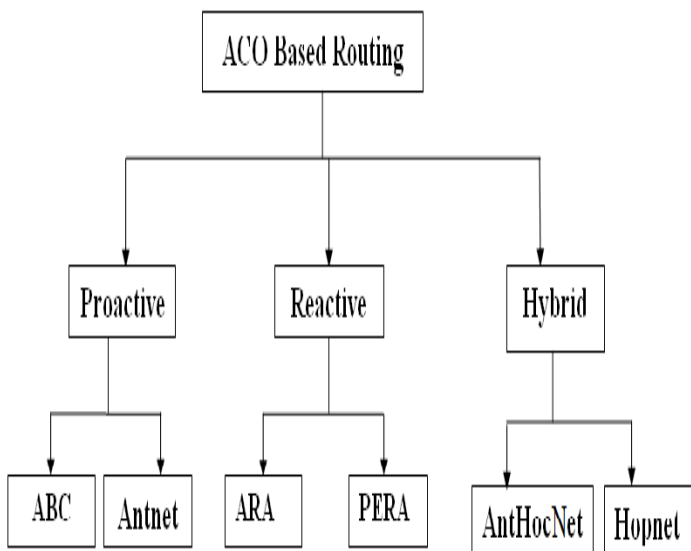 ACO Based Routing
Proactive
Reactive
Hybrid
ABC
Antnet
ARA
PERA
AntHocNet
Hopnet